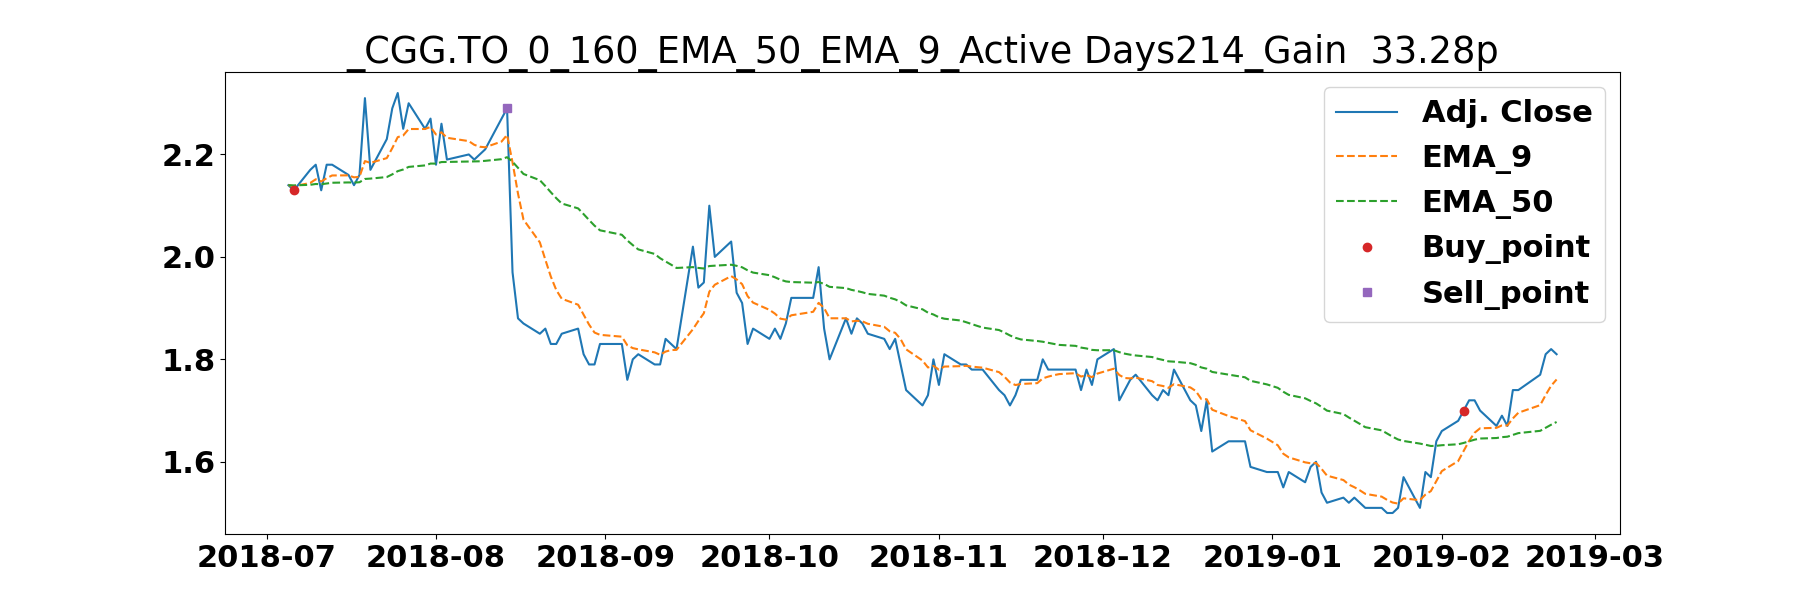 _CGG.TO_0_160_EMA_50_EMA_9_Active Days214_Gain  33.28p
Adj. Close
EMA_9
EMA_50
Buy_point
Sell_point
2.2
2.0
1.8
1.6
2018-07 2018-08 2018-09 2018-10 2018-11 2018-12 2019-01 2019-02 2019-03